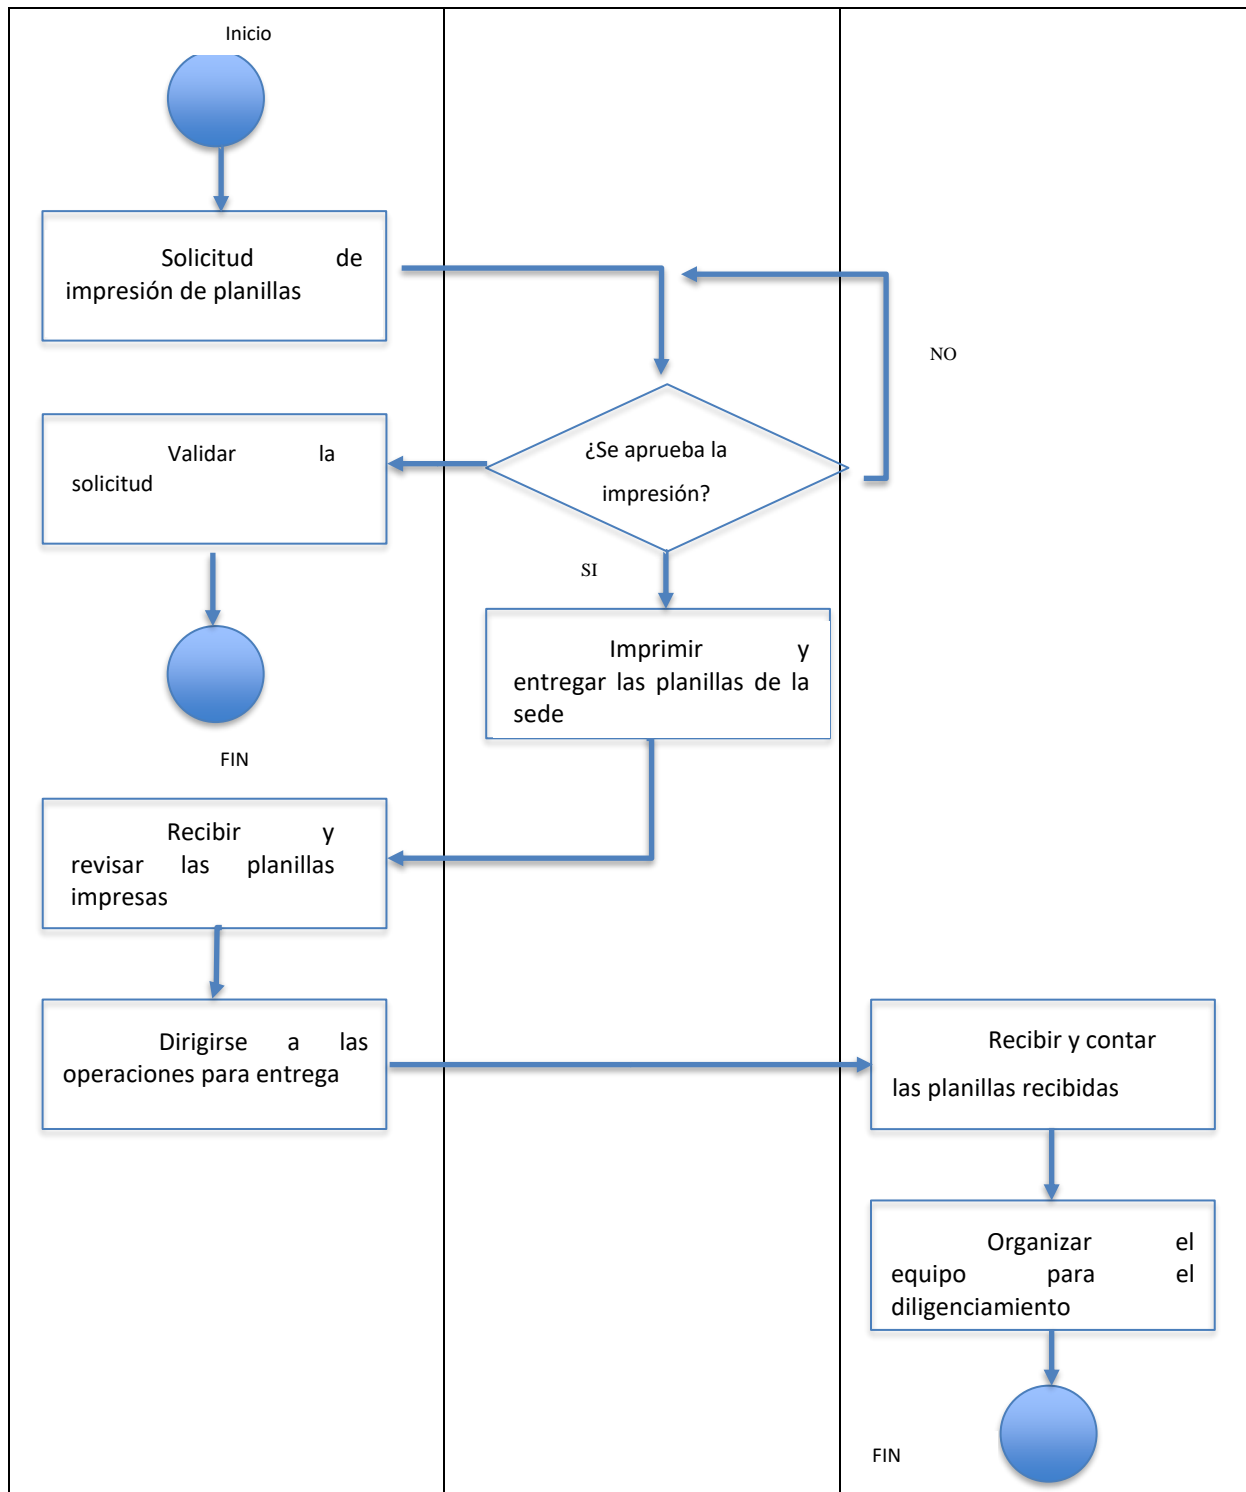 Inicio
Solicitud de
impresión de planillas
NO
¿Se aprueba la
impresión?
Validar la
solicitud
SI
Imprimir y
entregar las planillas de la
sede
FIN
Recibir y
revisar las planillas
impresas
Dirigirse a las
operaciones para entrega
Recibir y contar
las planillas recibidas
Organizar el
equipo para el
diligenciamiento
FIN